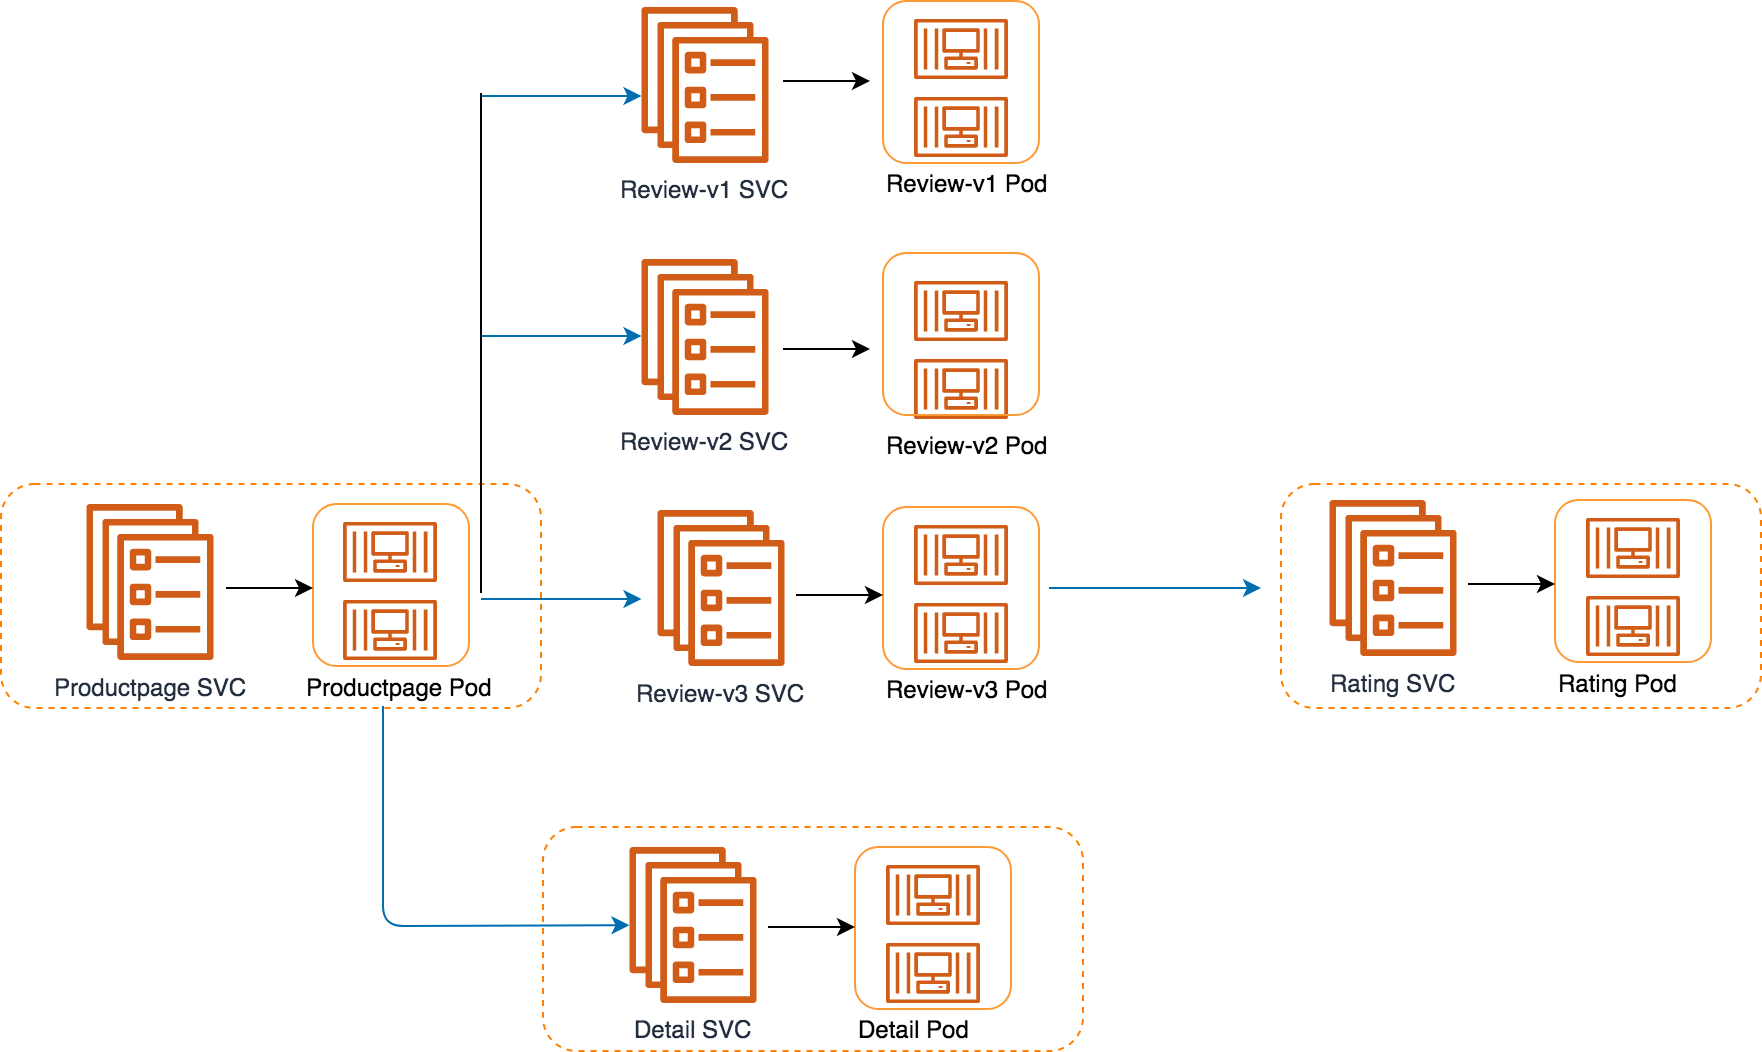 Review-v1 SVC
Review-v1 Pod
Review-v2 SVC
Review-v2 Pod
Productpage SVC
Productpage Pod
Review-v3 SVC
Review-v3 Pod
Rating SVC
Rating Pod
Detail SVC
Detail Pod